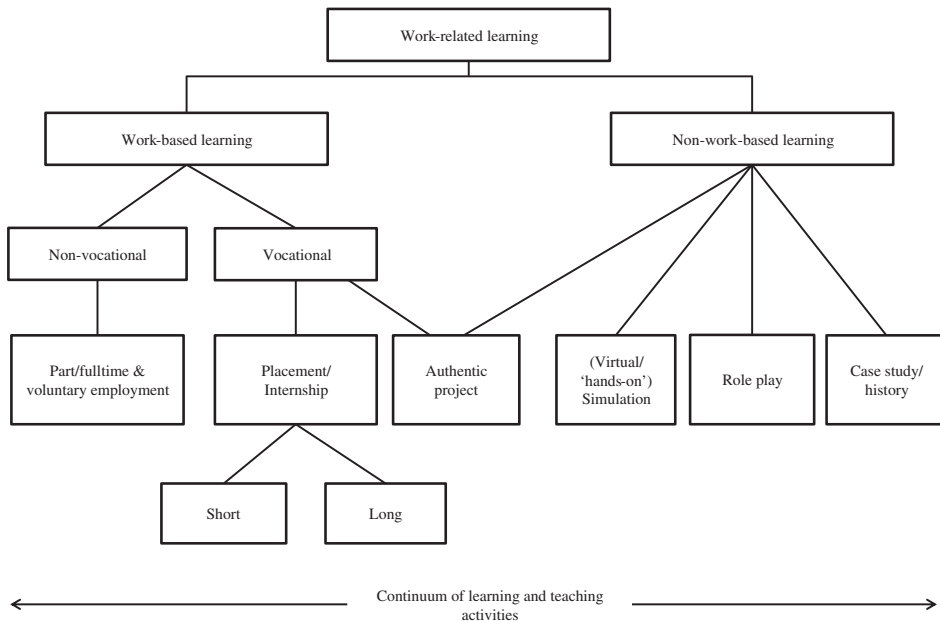 Work-related learning
Work-based learning
Non-work-based learning
Non-vocational
Vocational
Part/fulltime &
voluntary employment
Placement/
Internship
Authentic
project
(Virtual/
‘hands-on’)
Simulation
Role play
Case study/
history
Short
Long
Continuum of learning and teaching
activities